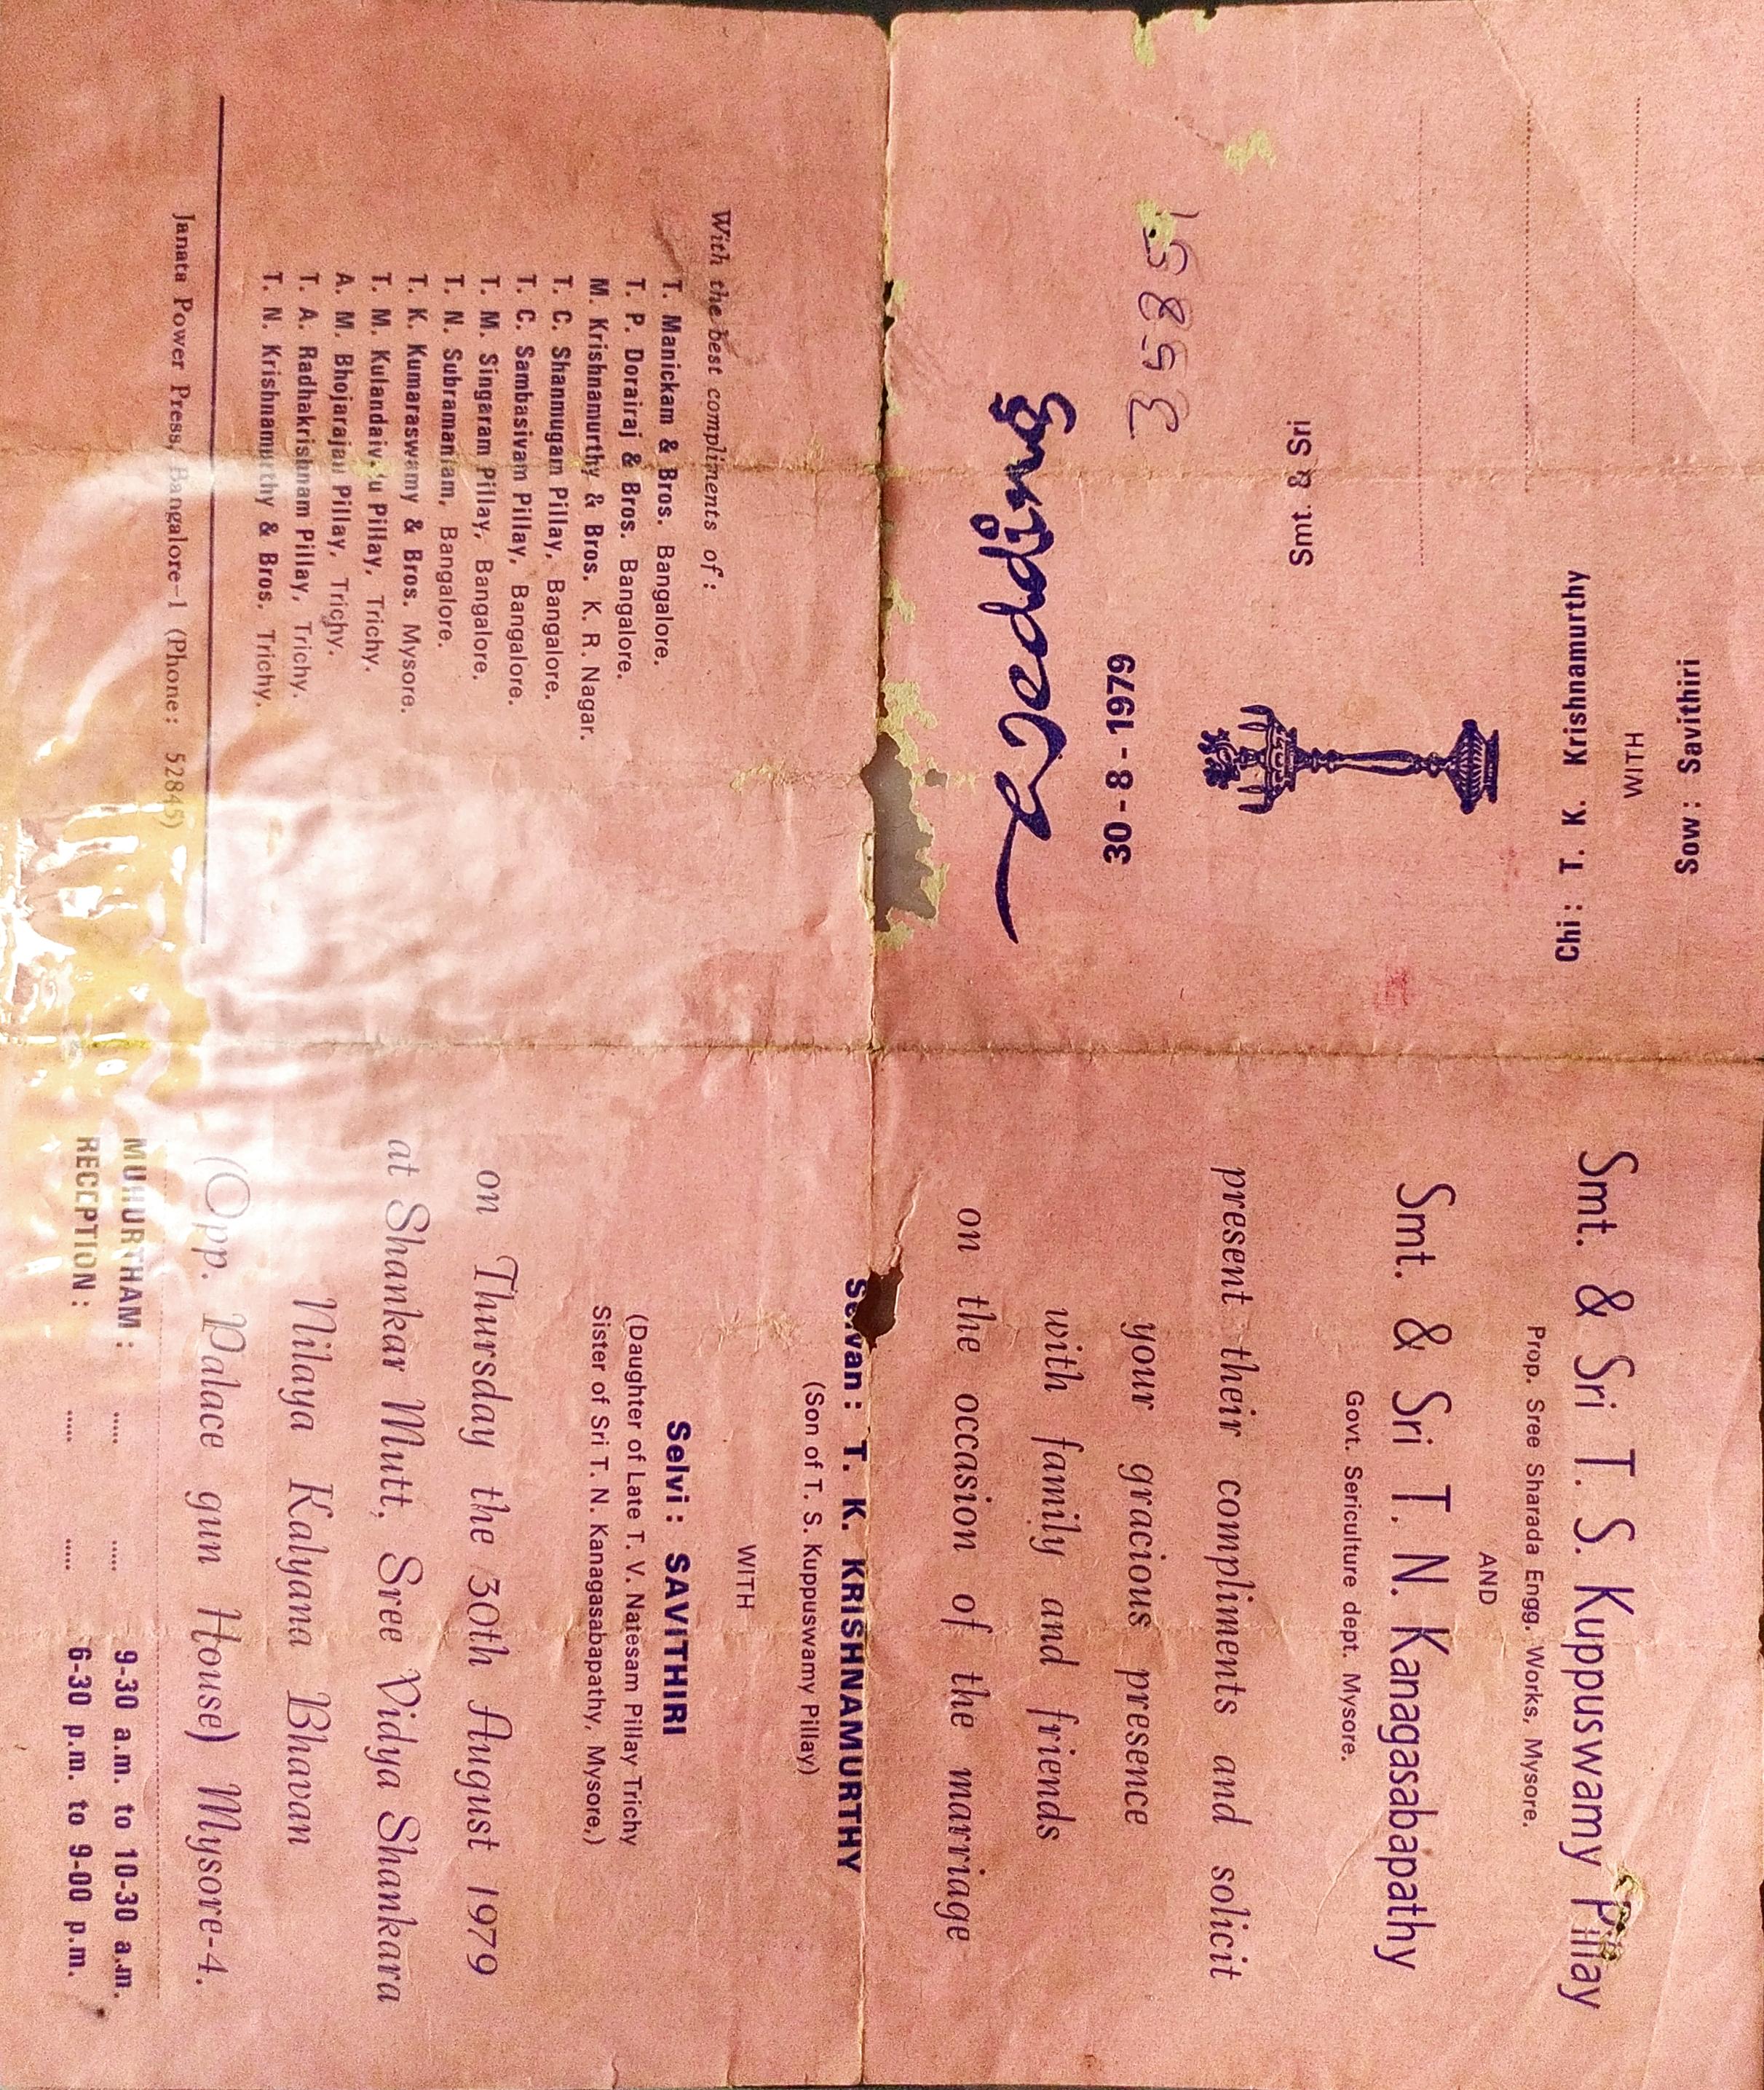 Wedding
30 - 8 - 1979
35851
Smt. & Sri
Chi : T. K. Krishnamurthy
WITH
Sow : Savithiri
Smt. & Sri T. S. Kuppuswamy Pillay
Prop. Sree Sharada Engg. Works, Mysore.
AND
Smt. & Sri T. N. Kanagasabapathy
Govt. Sericulture dept. Mysore.
present their compliments and solicit
your gracious presence
with family and friends
on the occasion of the marriage
Selvan : T. K. KRISHNAMURTHY
(Son of T. S. Kuppuswamy Pillay)
WITH
Selvi : SAVITHIRI
(Daughter of Late T. V. Natesam Pillay Trichy
Sister of Sri T. N. Kanagasabapathy, Mysore,)
on Thursday the 30th August 1979
at Shankar Mutt, Sree Vidya Shankara
Nilaya Kalyana Bhavan
(Opp. Palace gun House) Mysore-4.
MUHURTHAM : ..... ..... 9-30 a.m. to 10-30 a.m.
RECEPTION : ..... ..... 6-30 p.m. to 9-00 p.m.
With the best compliments of :
T. Manickam & Bros. Bangalore.
T. P. Dorairaj & Bros. Bangalore.
M. Krishnamurthy & Bros. K. R. Nagar.
T. C. Shanmugam Pillay, Bangalore.
T. C. Sambasivam Pillay, Bangalore.
T. M. Singaram Pillay, Bangalore.
T. N. Subramaniam, Bangalore.
T. K. Kumaraswamy & Bros. Mysore.
T. M. Pillay, Trichy.
A. M. Bhojarajan Pillay, Trichy.
T. A. Radhakrishnam Pillay, Trichy.
T. N. Krishnamurthy & Bros. Trichy.
Janata Power Press, Bangalore-1 (Phone : 52845)